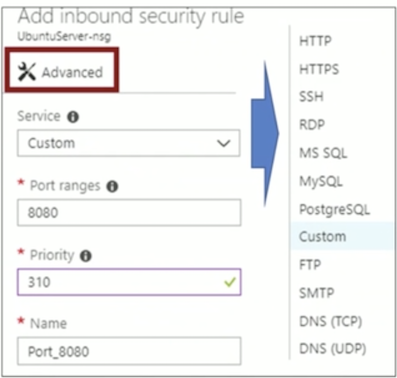 Add inbound security rule
UbuntuServer-nsg
Advanced
Service
Custom
* Port ranges
8080
* Priority
310
* Name
Port_8080
HTTP
HTTPS
SSH
RDP
MS SQL
MySQL
PostgreSQL
Custom
FTP
SMTP
DNS (TCP)
DNS (UDP)